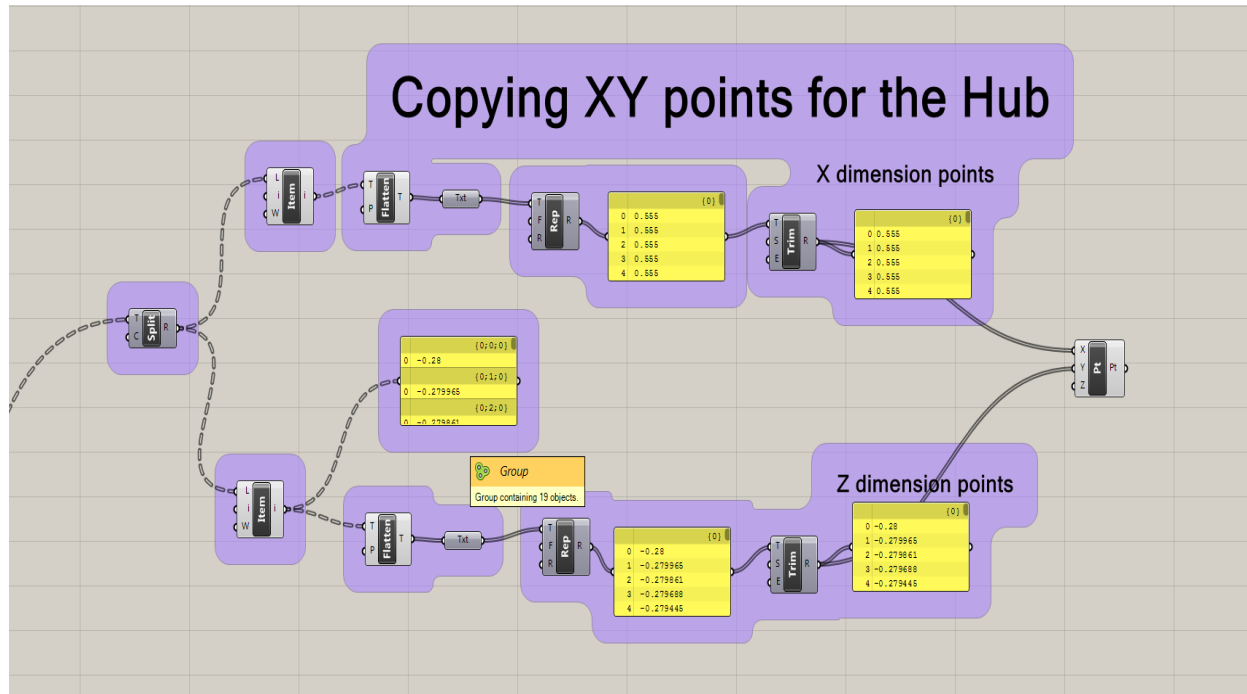 Copying XY points for the Hub
X dimension points
L
i
W
Item
i
T
P
Flatten
T
Txt
T
F
R
Rep
R
{0}
0 0.555
1 0.555
2 0.555
3 0.555
4 0.555
T
S
E
Trim
R
{0}
0 0.555
1 0.555
2 0.555
3 0.555
4 0.555
T
C
Split
R
{0;0;0}
0 -0.28
{0;1;0}
0 -0.279965
{0;2;0}
0 -0.279861
X
Y
Z
Pt
Pt
Group
Group containing 19 objects.
Z dimension points
L
i
W
Item
i
T
P
Flatten
T
Txt
T
F
R
Rep
R
{0}
0 -0.28
1 -0.279965
2 -0.279861
3 -0.279688
4 -0.279445
T
S
E
Trim
R
{0}
0 -0.28
1 -0.279965
2 -0.279861
3 -0.279688
4 -0.279445